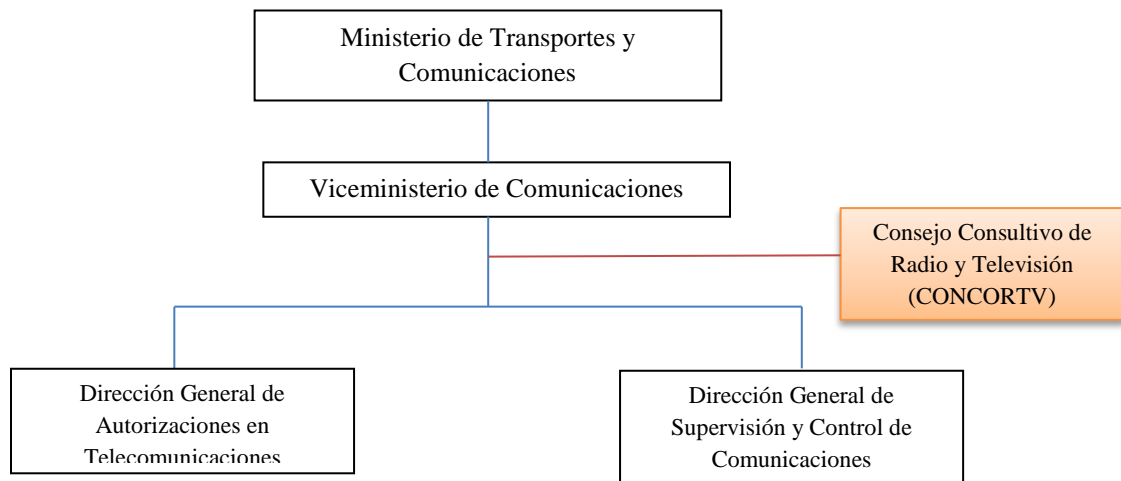 Ministerio de Transportes y
Comunicaciones
Viceministerio de Comunicaciones
Consejo Consultivo de
Radio y Televisión
(CONCORTV)
Dirección General de
Autorizaciones en
Telecomunicaciones
Dirección General de
Supervisión y Control de
Comunicaciones